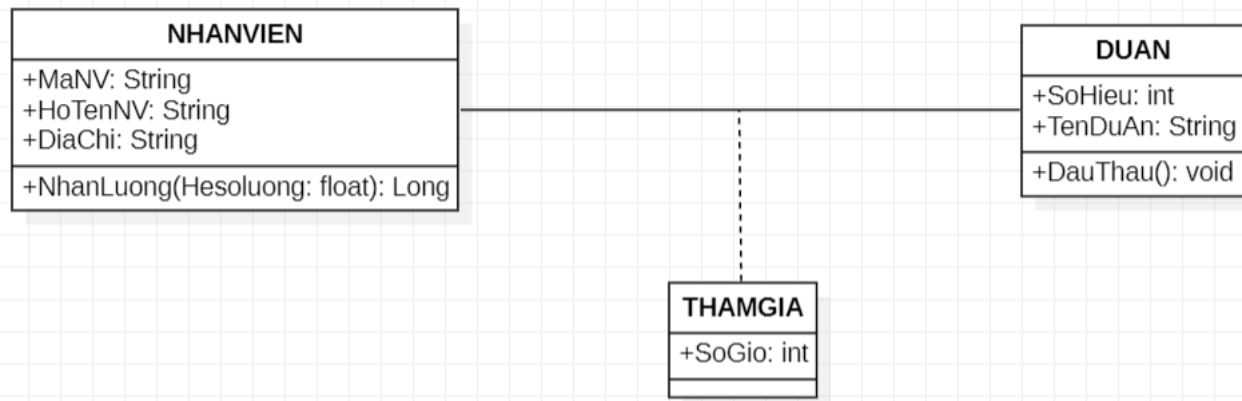 NHANVIEN
+MaNV: String
+HoTenNV: String
+DiaChi: String
+NhanLuong(Hesoluong: float): Long
DUAN
+SoHieu: int
+TenDuAn: String
+DauThau(): void
THAMGIA
+SoGio: int